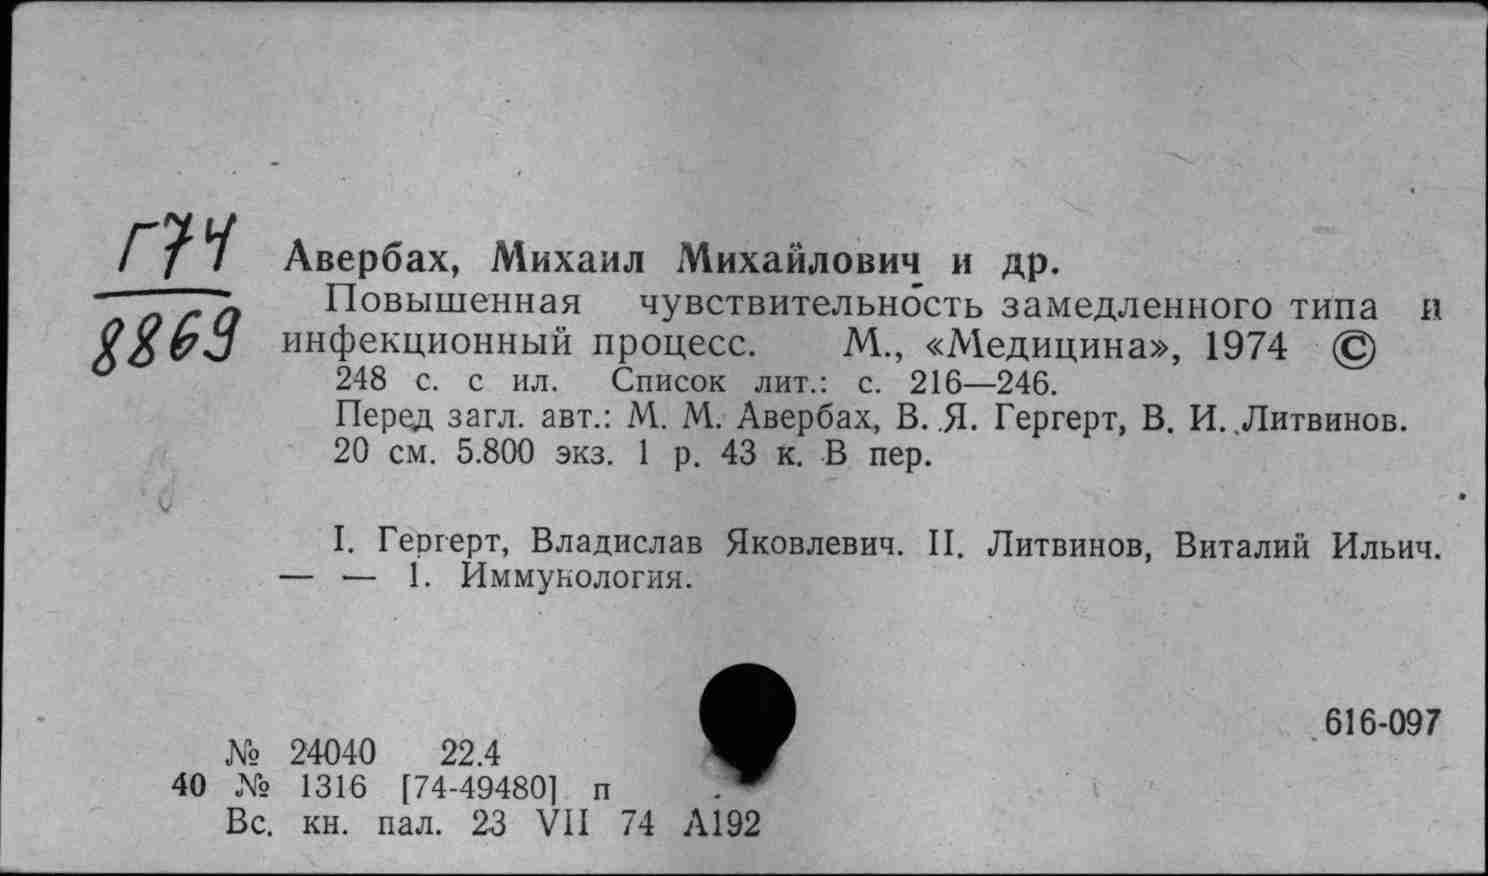 Г74
8869
Авербах, Михаил Михайлович и др.
Повышенная чувствительность замедленного типа и
инфекционный процесс. М., «Медицина», 1974 ©
248 с. с ил. Список лит.: с. 216—246.
Перед загл. авт.: М. М. Авербах, В. Я. Гергерт, В. И. Литвинов.
20 см. 5.800 экз. 1 р. 43 к. В пер.
I. Гергерт, Владислав Яковлевич. II. Литвинов, Виталий Ильич.
— — 1. Иммунология.
616-097
№ 24040 22.4
40 № 1316 [74-49480] п
Вс. кн. пал. 23 VII 74 А192